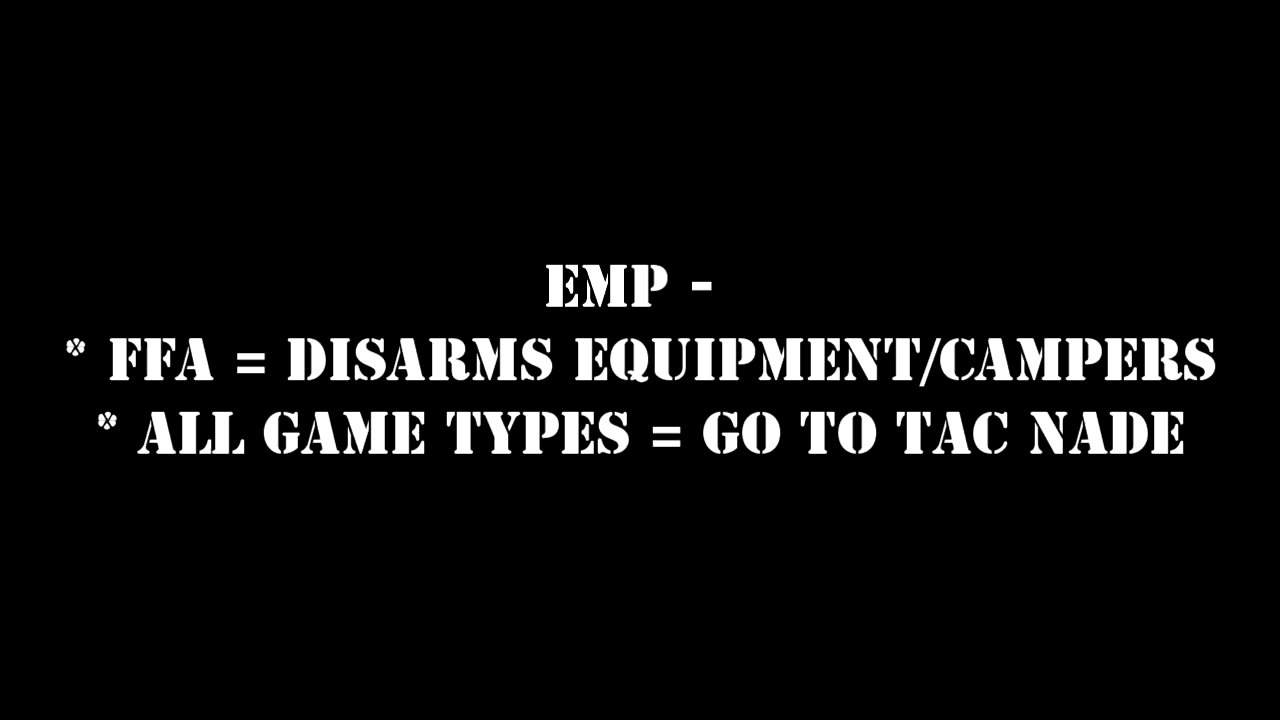 EMP -
* FFA = DISARMS EQUIPMENT/CAMPERS
* ALL GAME TYPES = GO TO TAC NADE